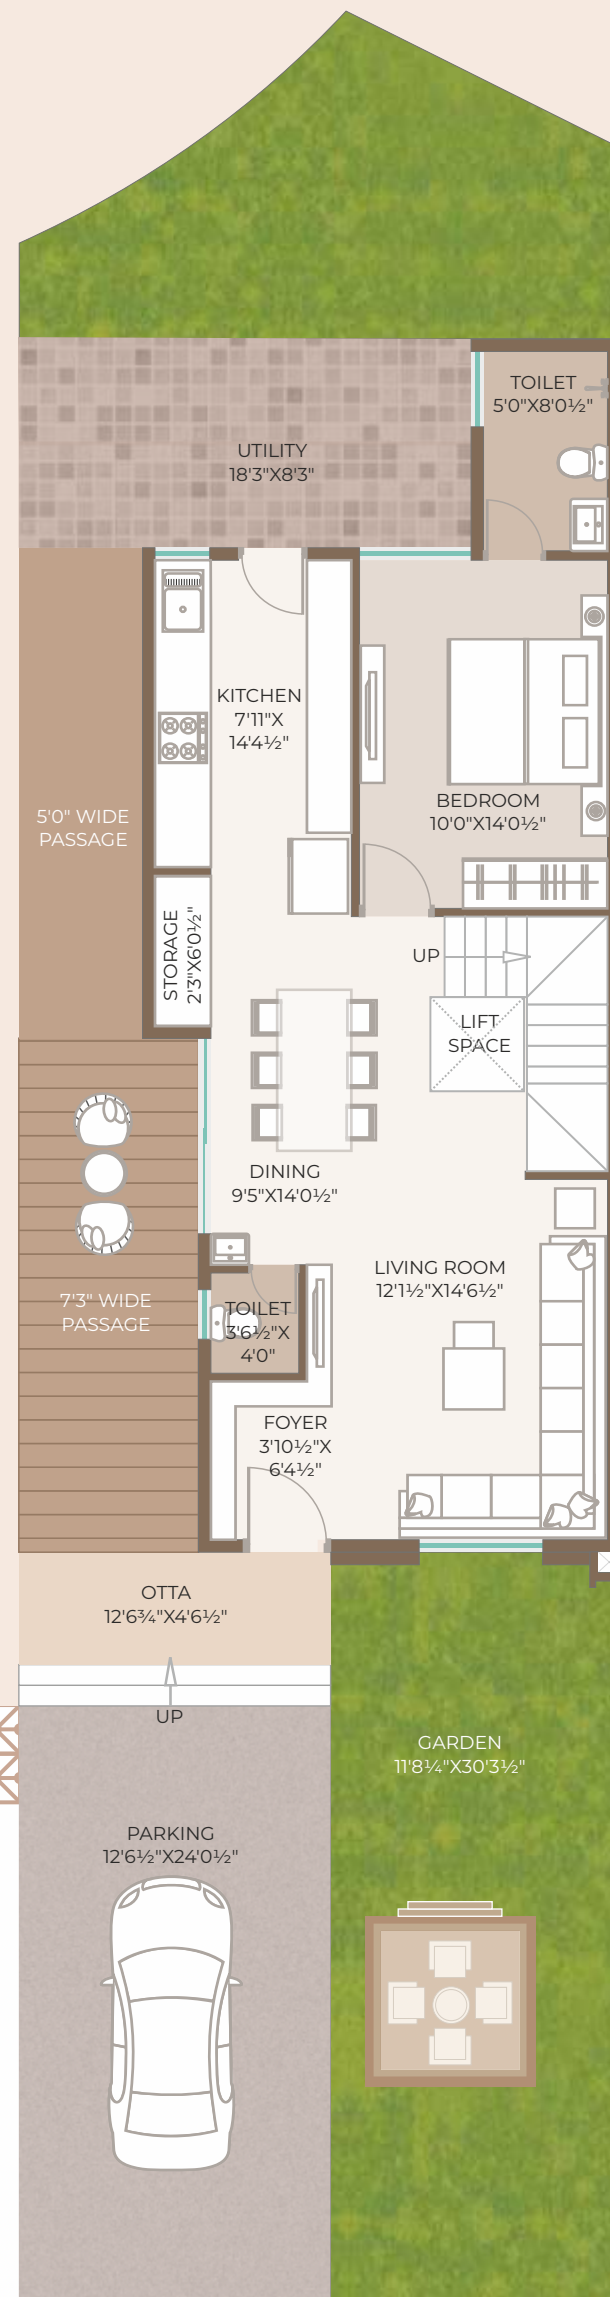 TOILET
5'0"X8'0½"
UTILITY
18'3"X8'3"
KITCHEN
7'11"X
14'4½"
BEDROOM
10'0"X14'0½"
5'0" WIDE
PASSAGE
STORAGE
2'3"X6'0½"
UP
LIFT
SPACE
DINING
9'5"X14'0½"
LIVING ROOM
12'1½"X14'6½"
7'3" WIDE
PASSAGE
TOILET
3'6½"X
4'0"
FOYER
3'10½"X
6'4½"
OTTA
12'6¾"X4'6½"
UP
GARDEN
11'8¼"X30'3½"
PARKING
12'6½"X24'0½"